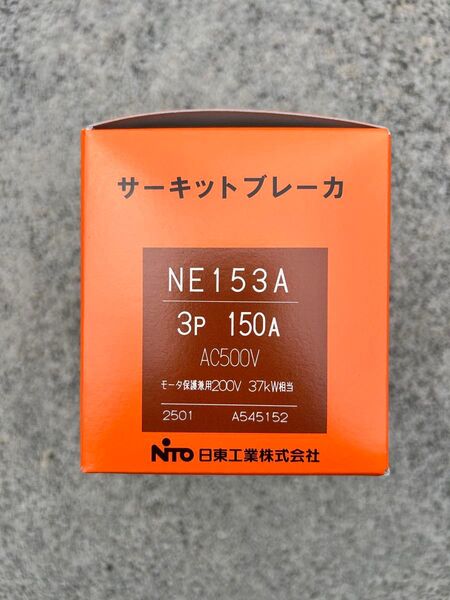 サーキットブレーカ
NE153A
3P 150A
AC500V
モータ保護兼用200V 37kW相当
2501 A545152
NITO 日東工業株式会社